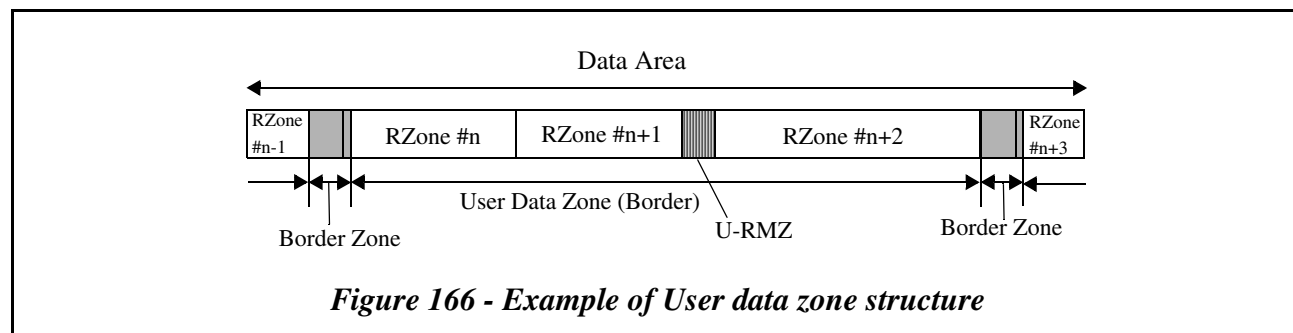 Data Area
RZone
#n-1
RZone #n
RZone #n+1
RZone #n+2
RZone
#n+3
User Data Zone (Border)
Border Zone
U-RMZ
Border Zone
Figure 166 - Example of User data zone structure